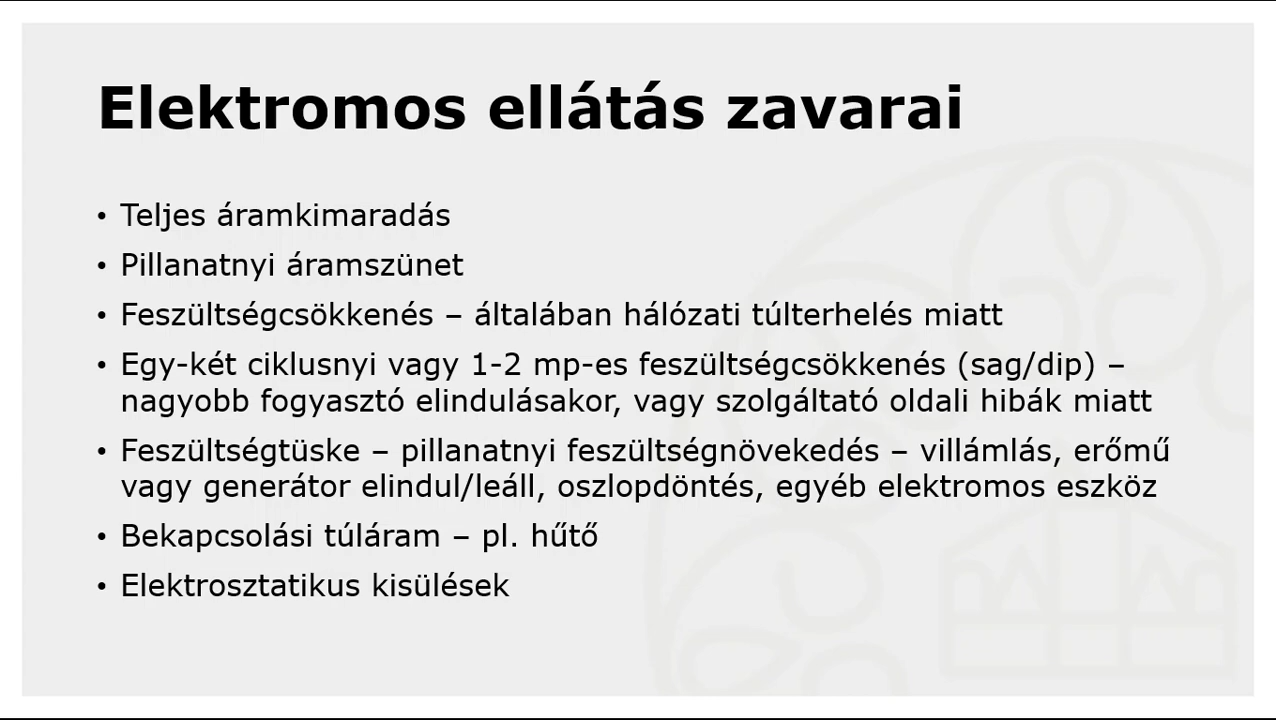 Elektromos ellátás zavarai
• Teljes áramkimaradás
• Pillanatnyi áramszünet
• Feszültségcsökkenés – általában hálózati túlterhelés miatt
• Egy-két ciklusnyi vagy 1-2 mp-es feszültségcsökkenés (sag/dip) –
nagyobb fogyasztó elindulásakor, vagy szolgáltató oldali hibák miatt
• Feszültségtüske – pillanatnyi feszültségnövekedés – villámlás, erőmű
vagy generátor elindul/leáll, oszlopdöntés, egyéb elektromos eszköz
• Bekapcsolási túláram – pl. hűtő
• Elektrosztatikus kisülések